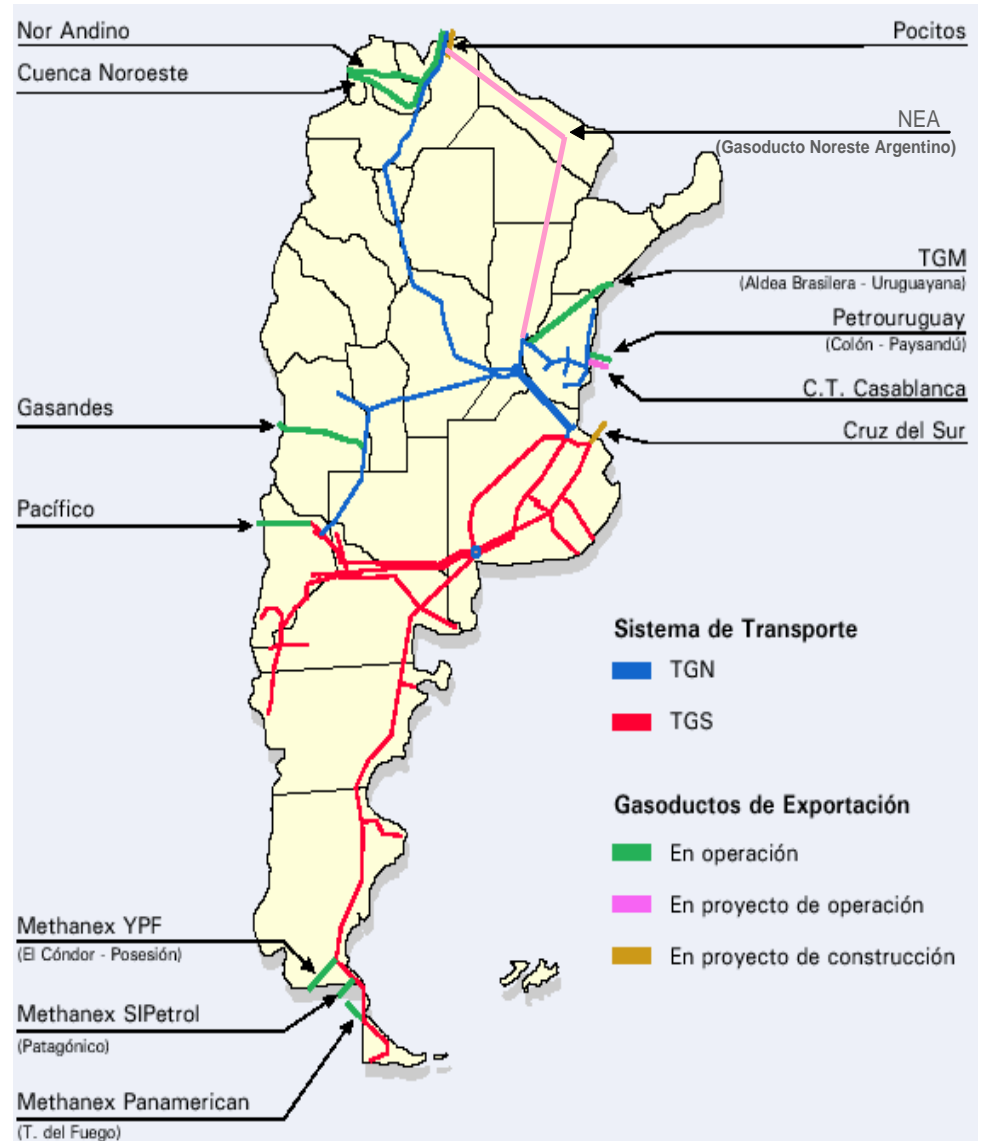 Nor Andino
Pocitos
Cuenca Noroeste
NEA
(Gasoducto Noreste Argentino)
TGM
(Aldea Brasilera - Uruguayana)
Petrouruguay
(Colón - Paysandú)
C.T. Casablanca
Gasandes
Cruz del Sur
Pacífico
Sistema de Transporte
TGN
TGS
Gasoductos de Exportación
En operación
En proyecto de operación
En proyecto de construcción
Methanex YPF
(El Cóndor - Posesión)
Methanex SIPetrol
(Patagónico)
Methanex Panamerican
(T. del Fuego)